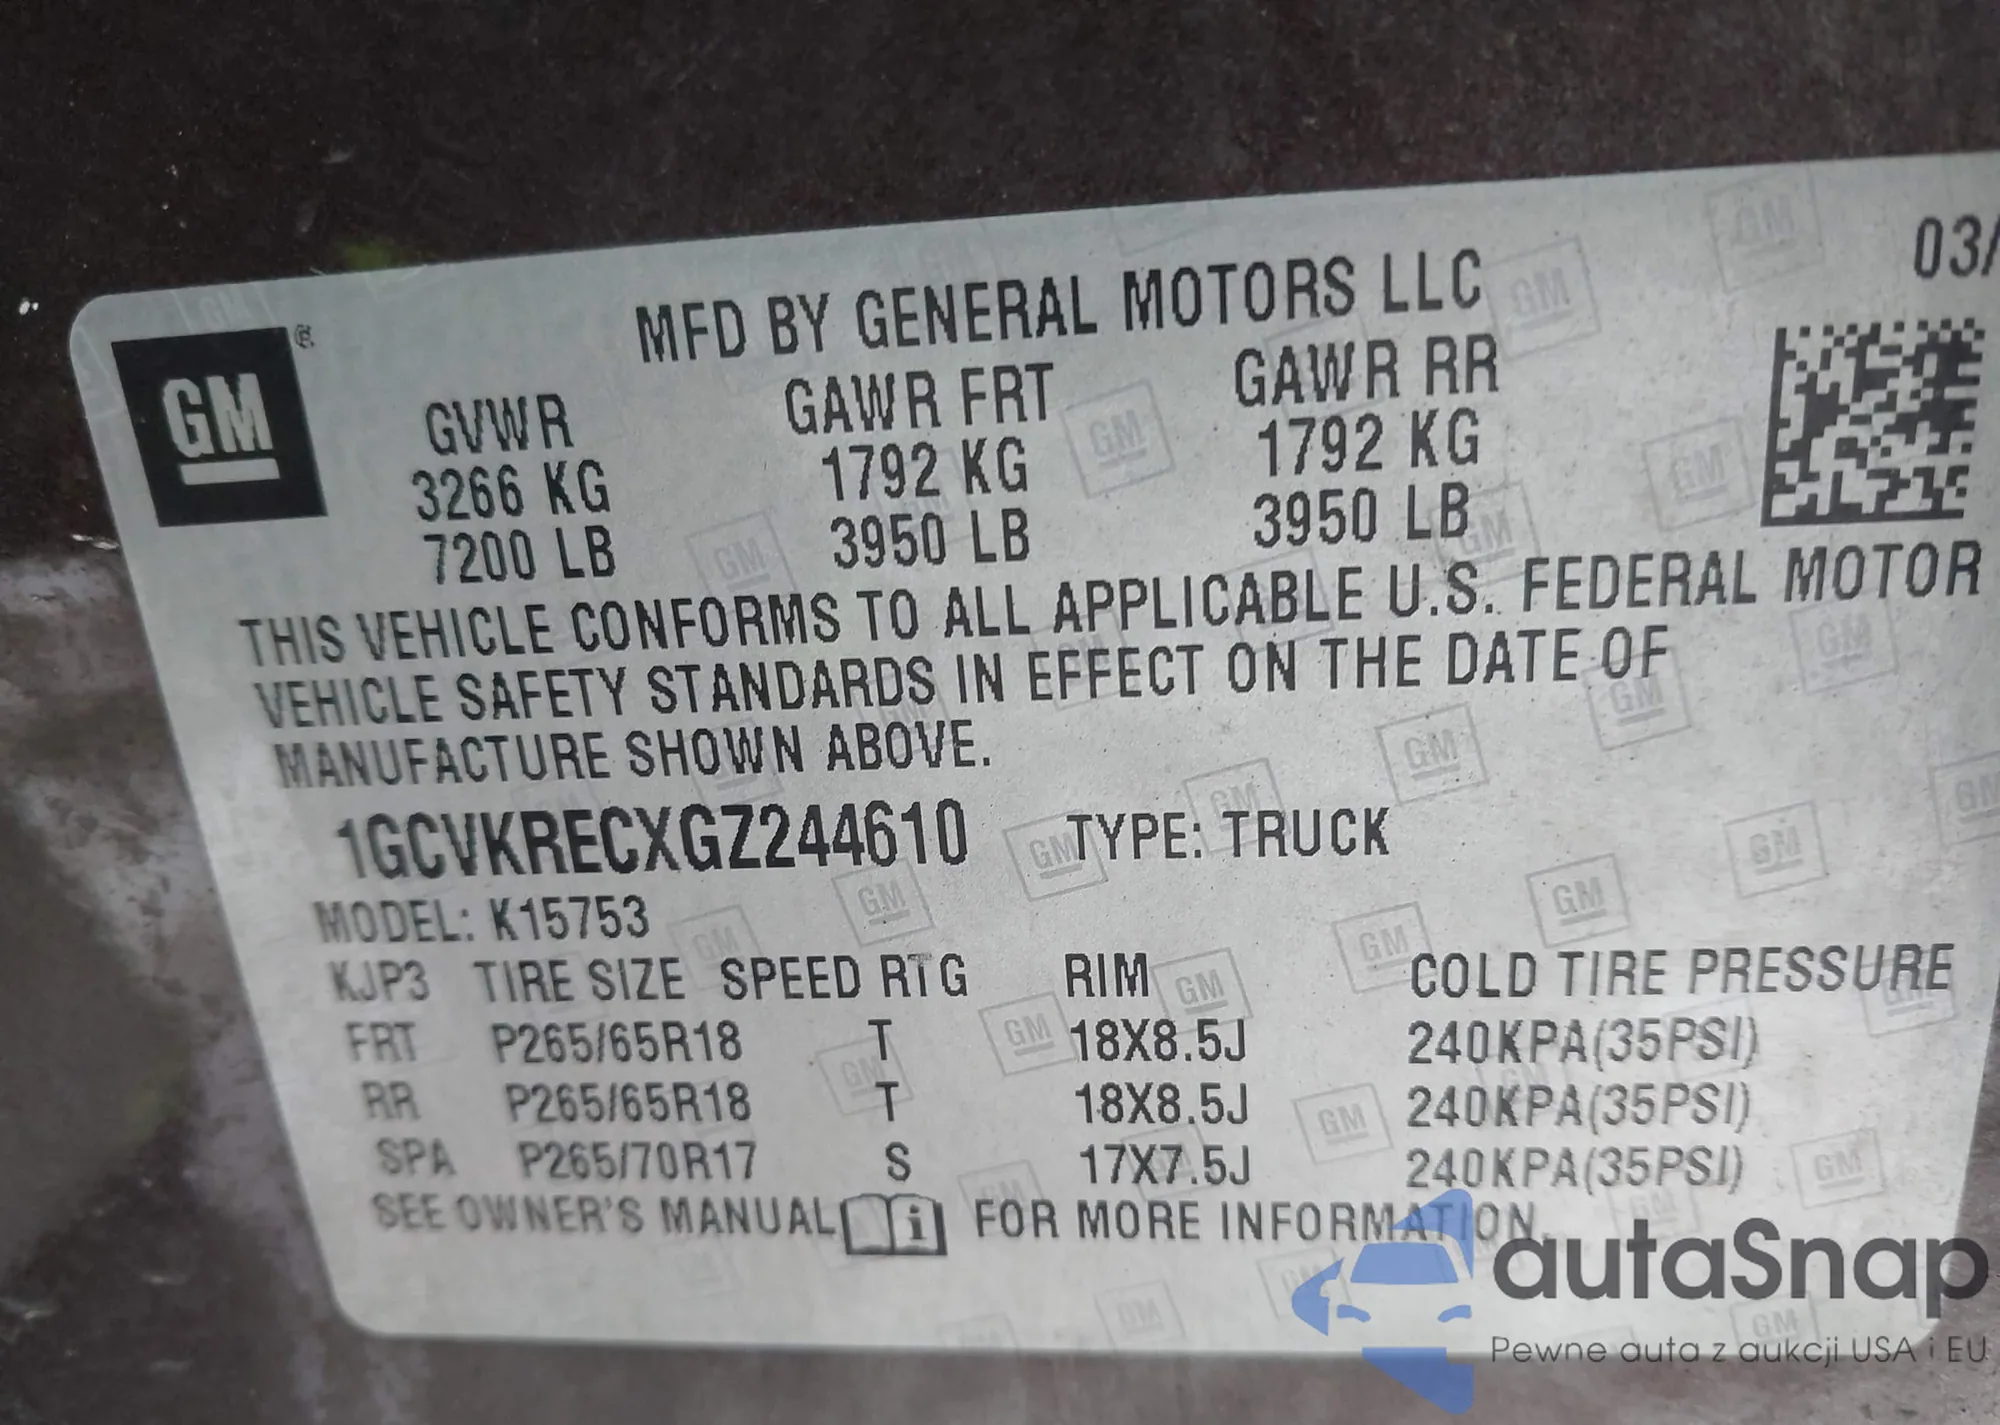 MFD BY GENERAL MOTORS LLC 03/
GM
GVWR GAWR FRT GAWR RR
3266 KG 1792 KG 1792 KG
7200 LB 3950 LB 3950 LB
THIS VEHICLE CONFORMS TO ALL APPLICABLE U.S. FEDERAL MOTOR
VEHICLE SAFETY STANDARDS IN EFFECT ON THE DATE OF
MANUFACTURE SHOWN ABOVE.
1GCVKRECXGZ244610 TYPE: TRUCK
MODEL: K15753
KJP3 TIRE SIZE SPEED RTG RIM COLD TIRE PRESSURE
FRT P265/65R18 T 18X8.5J 240KPA(35PSI)
RR P265/65R18 T 18X8.5J 240KPA(35PSI)
SPA P265/70R17 S 17X7.5J 240KPA(35PSI)
SEE OWNER'S MANUAL i FOR MORE INFORMATION.
autaSnap
Pewne auta z aukcji USA i EU